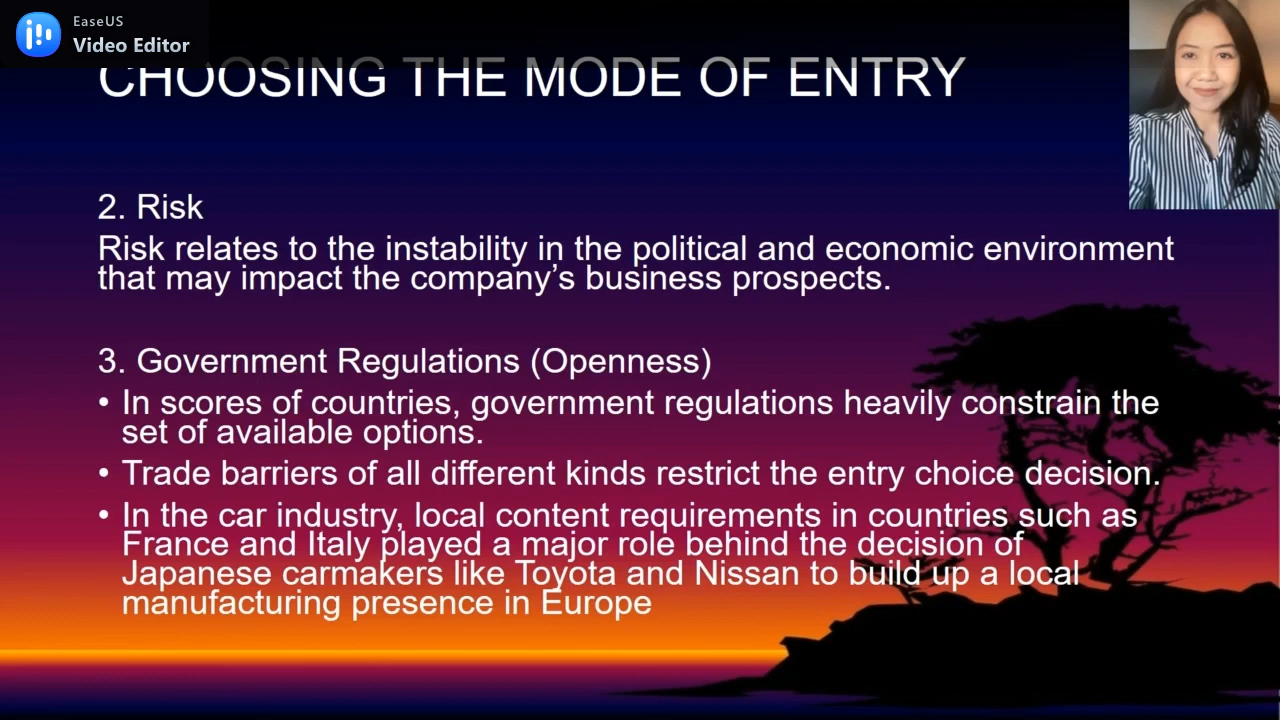 EaseUS
Video Editor
CHOOSING THE MODE OF ENTRY
2. Risk
Risk relates to the instability in the political and economic environment
that may impact the company’s business prospects.
3. Government Regulations (Openness)
• In scores of countries, government regulations heavily constrain the
set of available options.
• Trade barriers of all different kinds restrict the entry choice decision.
• In the car industry, local content requirements in countries such as
France and Italy played a major role behind the decision of
Japanese carmakers like Toyota and Nissan to build up a local
manufacturing presence in Europe